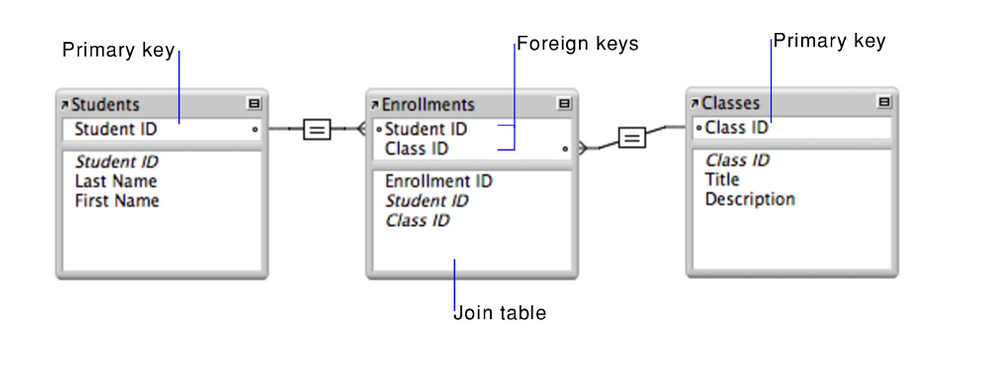 Primary key
Foreign keys
Primary key
Students
Student ID
Student ID
Last Name
First Name
Enrollments
Student ID
Class ID
Enrollment ID
Student ID
Class ID
Classes
Class ID
Class ID
Title
Description
=
=
Join table